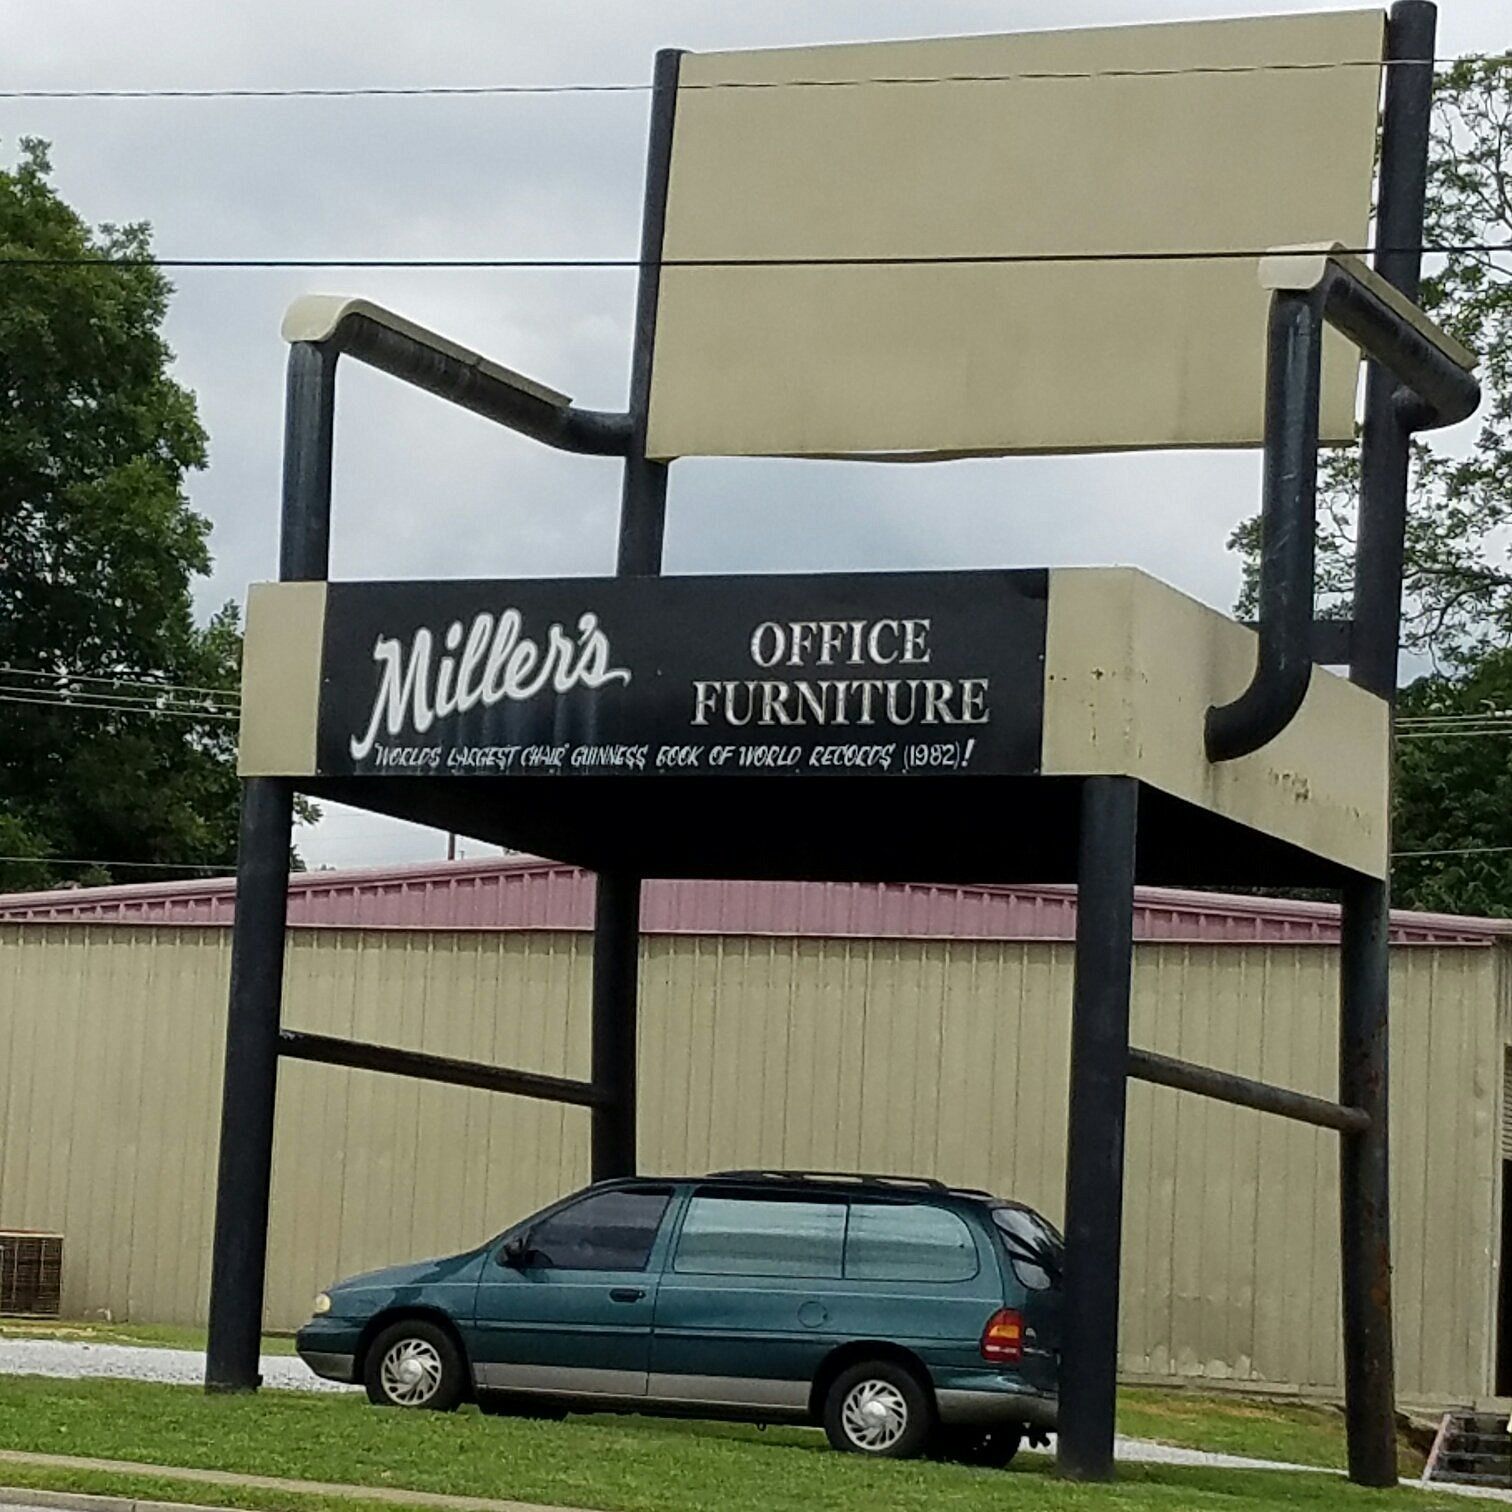 Miller's
OFFICE
FURNITURE
"WORLDS LARGEST CHAIR" GUINNESS BOOK OF WORLD RECORDS (1982)!